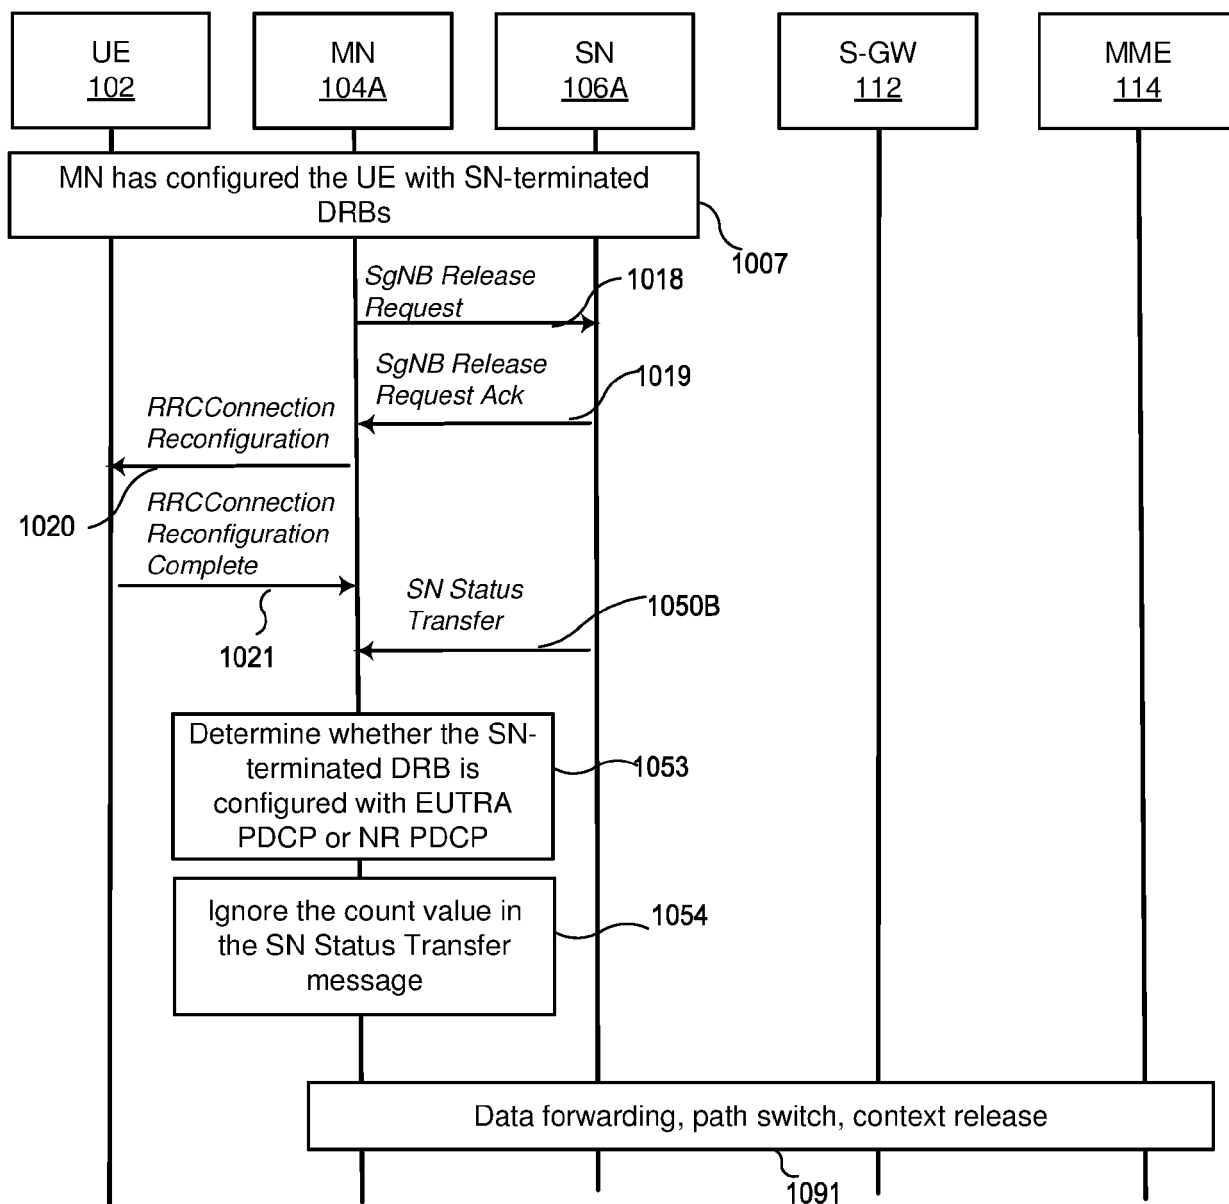 UE
102
MN
104A
SN
106A
S-GW
112
MME
114
MN has configured the UE with SN-terminated
DRBs
1007
SgNB Release
Request
1018
SgNB Release
Request Ack
1019
RRCConnection
Reconfiguration
1020
RRCConnection
Reconfiguration
Complete
1021
SN Status
Transfer
1050B
Determine whether the SN-
terminated DRB is
configured with EUTRA
PDCP or NR PDCP
1053
Ignore the count value in
the SN Status Transfer
message
1054
Data forwarding, path switch, context release
1091